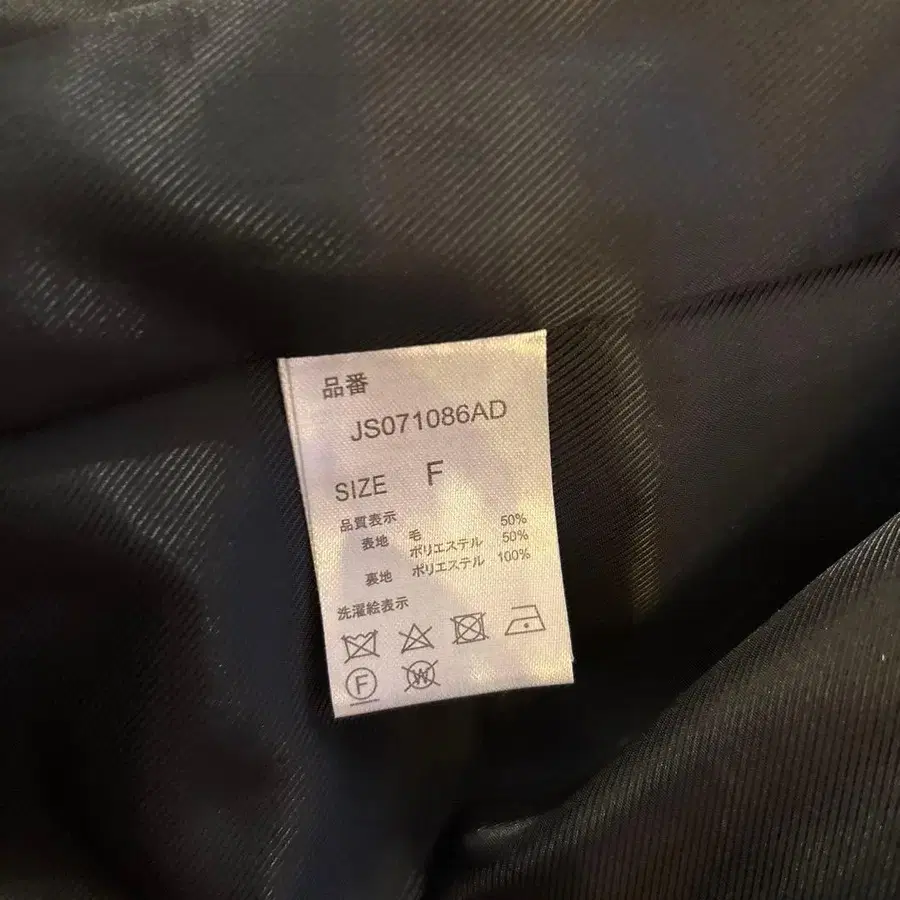 品番
JS071086AD
SIZE F
品質表示
表地 毛 50%
ポリエステル 50%
裏地 ポリエステル 100%
洗濯絵表示
F W